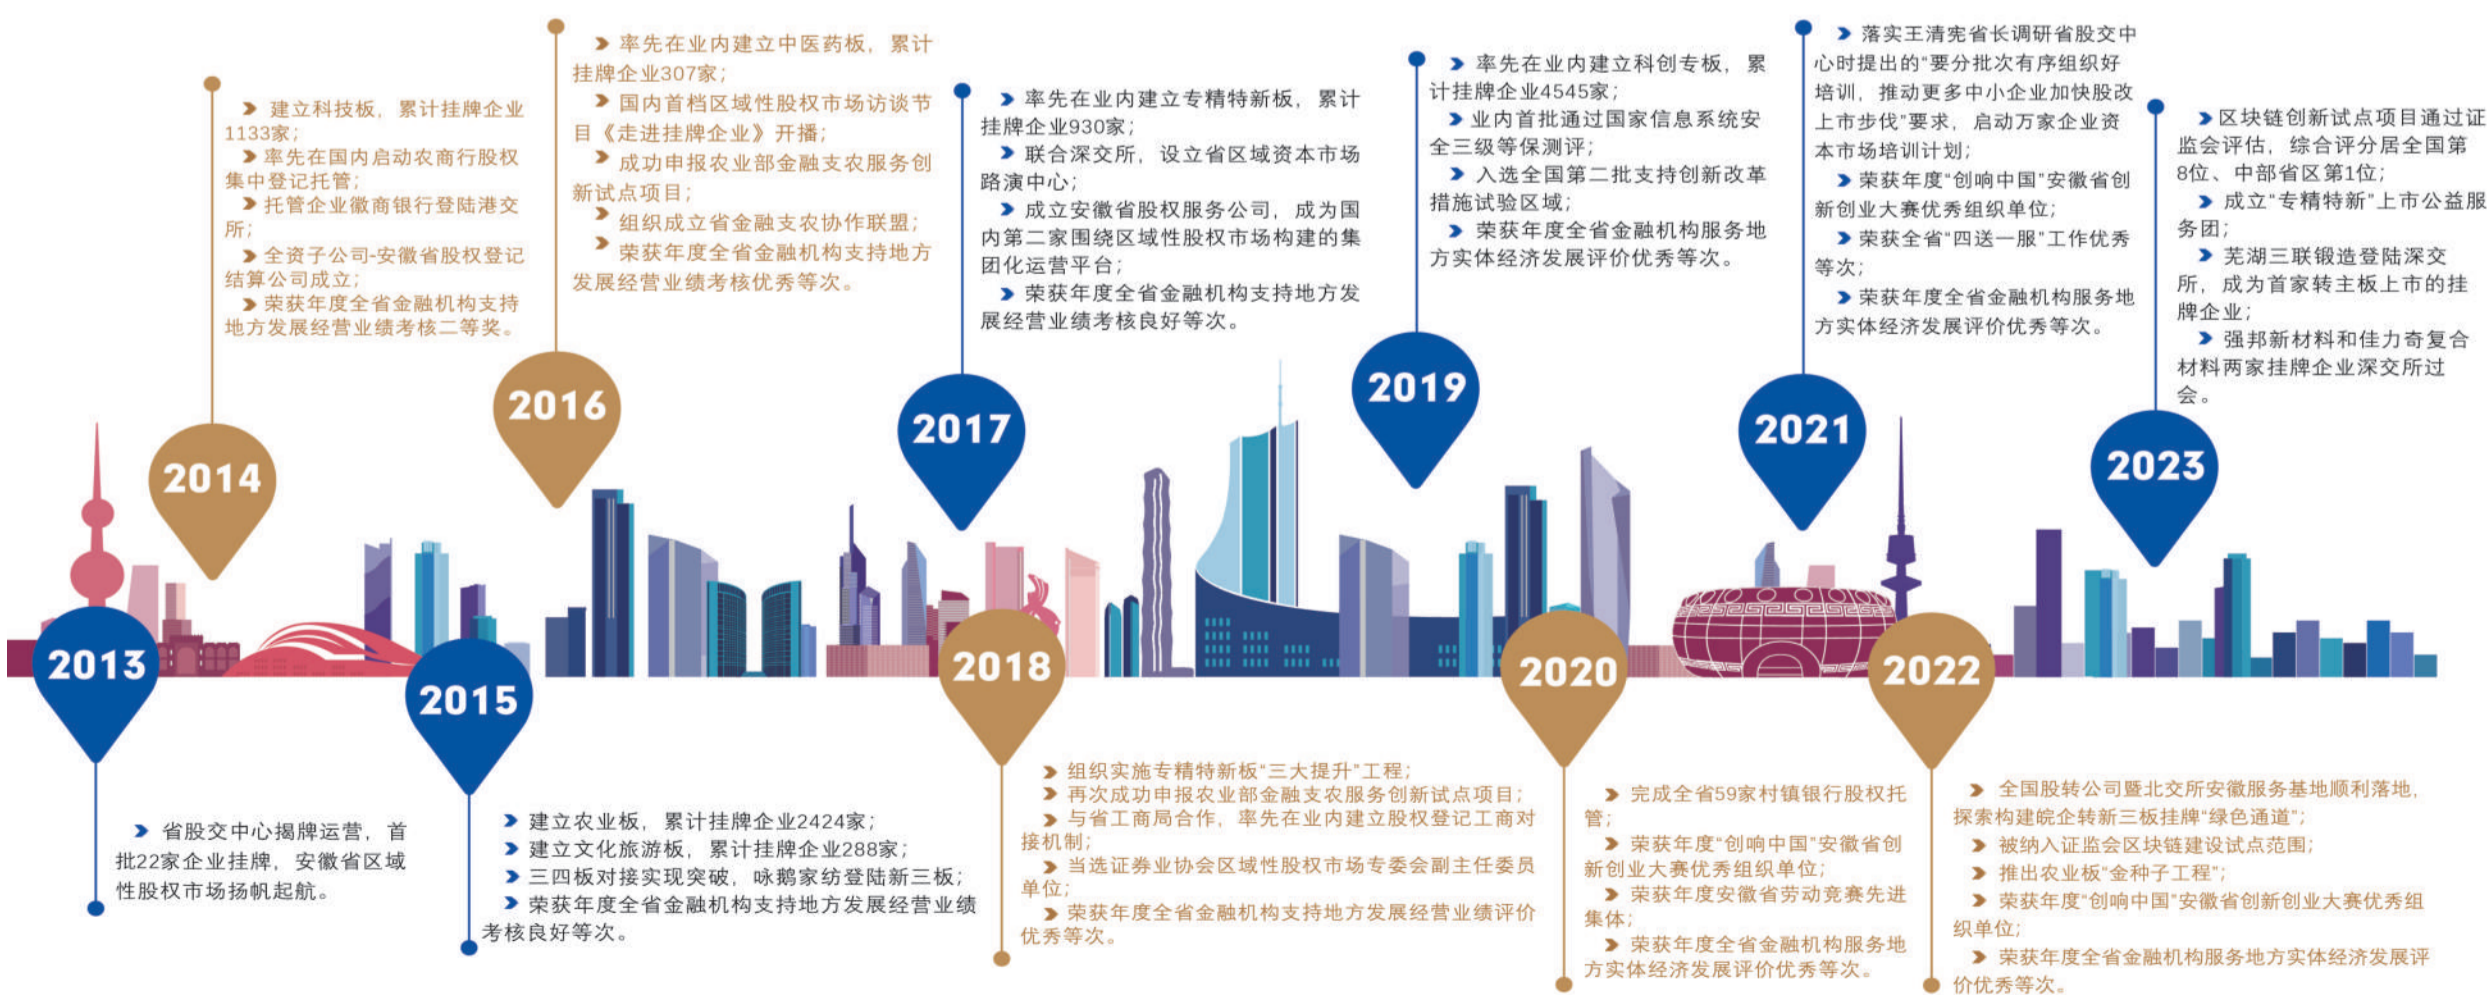 2013
省股交中心揭牌运营，首
批22家企业挂牌，安徽省区域
性股权市场扬帆起航。
2014
建立科技板，累计挂牌企业
1133家；
率先在国内启动农商行股权
集中登记托管；
托管企业徽商银行登陆港交
所；
全资子公司-安徽省股权登记
结算公司成立；
荣获年度全省金融机构支持
地方发展经营业绩考核二等奖。
2015
建立农业板，累计挂牌企业2424家；
建立文化旅游板，累计挂牌企业288家；
三四板对接实现突破，咏鹅家纺登陆新三板；
荣获年度全省金融机构支持地方发展经营业绩
考核良好等次。
2016
率先在业内建立中医药板，累计
挂牌企业307家；
国内首档区域性股权市场访谈节
目《走进挂牌企业》开播；
成功申报农业部金融支农服务创
新试点项目；
组织成立省金融支农协作联盟；
荣获年度全省金融机构支持地方
发展经营业绩考核优秀等次。
2017
率先在业内建立专精特新板，累计
挂牌企业930家；
联合深交所，设立省区域资本市场
路演中心；
成立安徽省股权服务公司，成为国
内第二家围绕区域性股权市场构建的集
团化运营平台；
荣获年度全省金融机构支持地方发
展经营业绩考核良好等次。
2018
组织实施专精特新板“三大提升”工程；
再次成功申报农业部金融支农服务创新试点项目；
与省工商局合作，率先在业内建立股权登记工商对
接机制；
当选证券业协会区域性股权市场专委会副主任委员
单位；
荣获年度全省金融机构支持地方发展经营业绩评价
优秀等次。
2019
率先在业内建立科创专板，累
计挂牌企业4545家；
业内首批通过国家信息系统安
全三级等保测评；
入选全国第二批支持创新改革
措施试验区域；
荣获年度全省金融机构服务地
方实体经济发展评价优秀等次。
2020
完成全省59家村镇银行股权托
管；
荣获年度“创响中国”安徽省创
新创业大赛优秀组织单位；
荣获年度安徽省劳动竞赛先进
集体；
荣获年度全省金融机构服务地
方实体经济发展评价优秀等次。
2021
落实王清宪省长调研省股交中
心时提出的“要分批次有序组织好
培训，推动更多中小企业加快股改
上市步伐”要求，启动万家企业资
本市场培训计划；
荣获年度“创响中国”安徽省创
新创业大赛优秀组织单位；
荣获全省“四送一服”工作优秀
等次；
荣获年度全省金融机构服务地
方实体经济发展评价优秀等次。
2022
全国股转公司暨北交所安徽服务基地顺利落地，
探索构建皖企转新三板挂牌“绿色通道”；
被纳入证监会区块链建设试点范围；
推出农业板“金种子工程”；
荣获年度“创响中国”安徽省创新创业大赛优秀组
织单位；
荣获年度全省金融机构服务地方实体经济发展评
价优秀等次。
2023
区块链创新试点项目通过证
监会评估，综合评分居全国第
8位、中部省区第1位；
成立“专精特新”上市公益服
务团；
芜湖三联锻造登陆深交
所，成为首家转主板上市的挂
牌企业；
强邦新材料和佳力奇复合
材料两家挂牌企业深交所过
会。